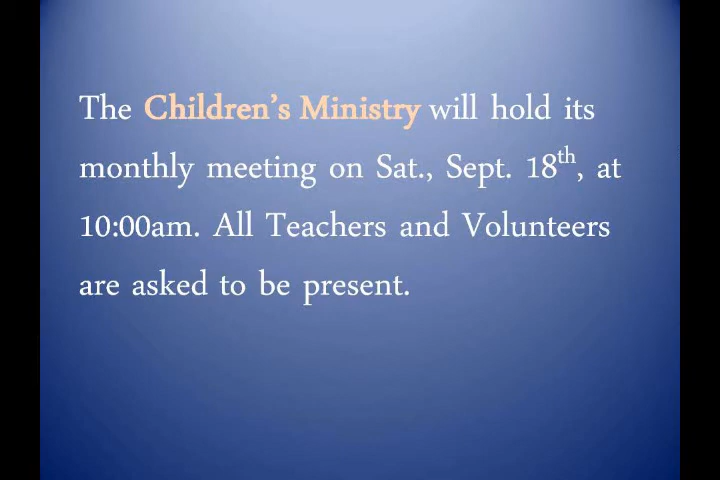 The Children's Ministry will hold its
monthly meeting on Sat., Sept. 18th, at
10:00am. All Teachers and Volunteers
are asked to be present.